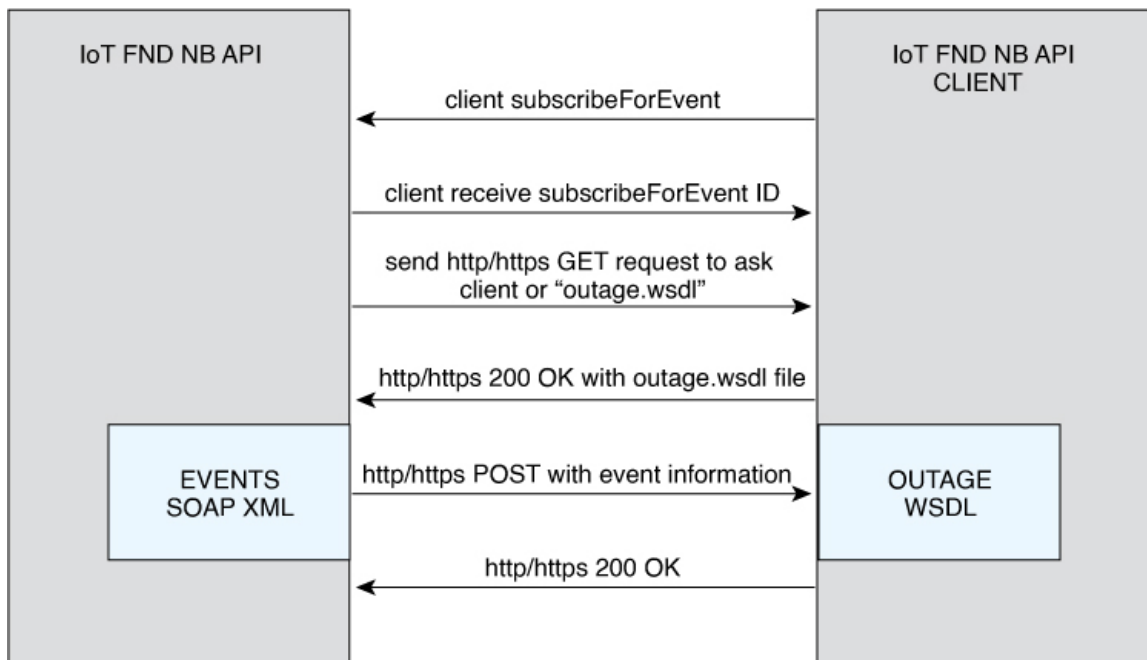 IoT FND NB API
IoT FND NB API
CLIENT
client subscribeForEvent
client receive subscribeForEvent ID
send http/https GET request to ask
client or “outage.wsdl”
http/https 200 OK with outage.wsdl file
EVENTS
SOAP XML
http/https POST with event information
OUTAGE
WSDL
http/https 200 OK